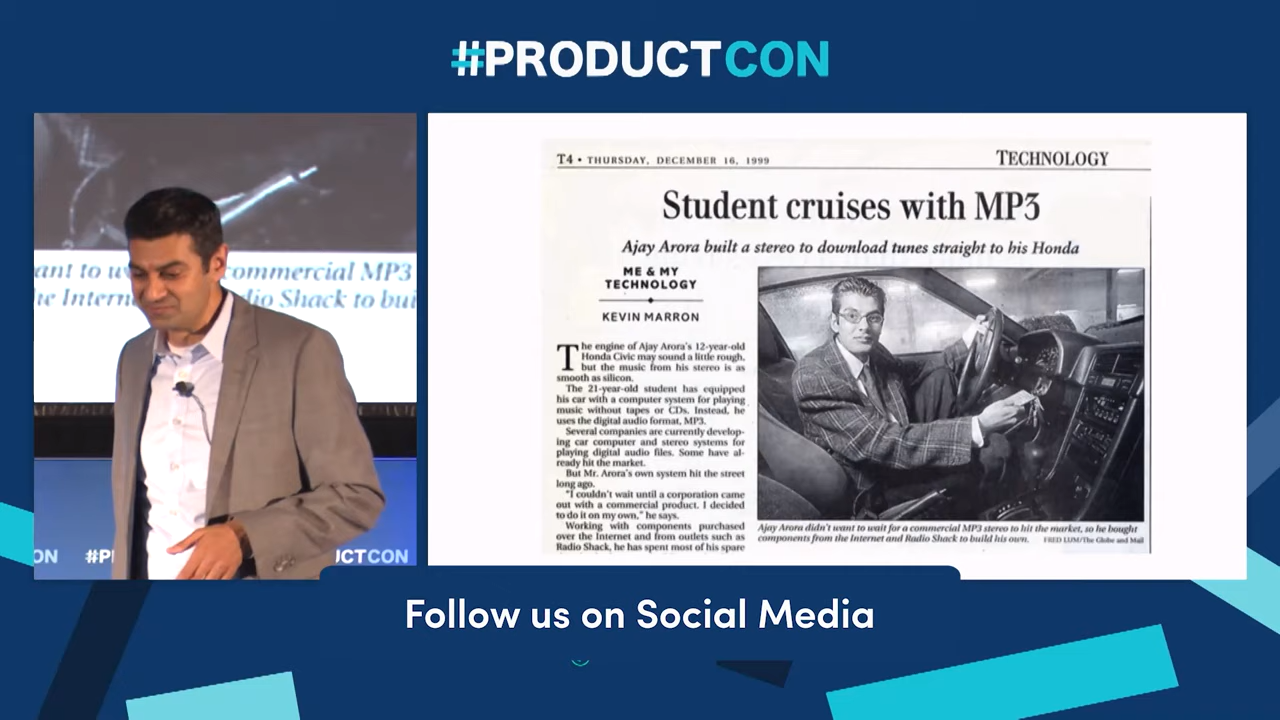 #PRODUCTCON
ant to w commercial MP3
he Intern dio Shack to bui
ON #P UCTCON
T4 • THURSDAY, DECEMBER 16, 1999 TECHNOLOGY
Student cruises with MP3
Ajay Arora built a stereo to download tunes straight to his Honda
ME & MY
TECHNOLOGY
KEVIN MARRON
The engine of Ajay Arora's 12-year-old
Honda Civic may sound a little rough,
but the music from his stereo is as
smooth as silicon.
The 21-year-old student has equipped
his car with a computer system for playing
music without tapes or CDs. Instead, he
uses the digital audio format, MP3.
Several companies are currently develop-
ing car computer and stereo systems for
playing digital audio files. Some have al-
ready hit the market.
But Mr. Arora's own system hit the street
long ago.
"I couldn't wait until a corporation came
out with a commercial product. I decided
to do it on my own," he says.
Working with components purchased
over the Internet and from outlets such as
Radio Shack, he has spent most of his spare
Ajay Arora didn't want to wait for a commercial MP3 stereo to hit the market, so he bought
components from the Internet and Radio Shack to build his own. FRED LUM/The Globe and Mail
Follow us on Social Media